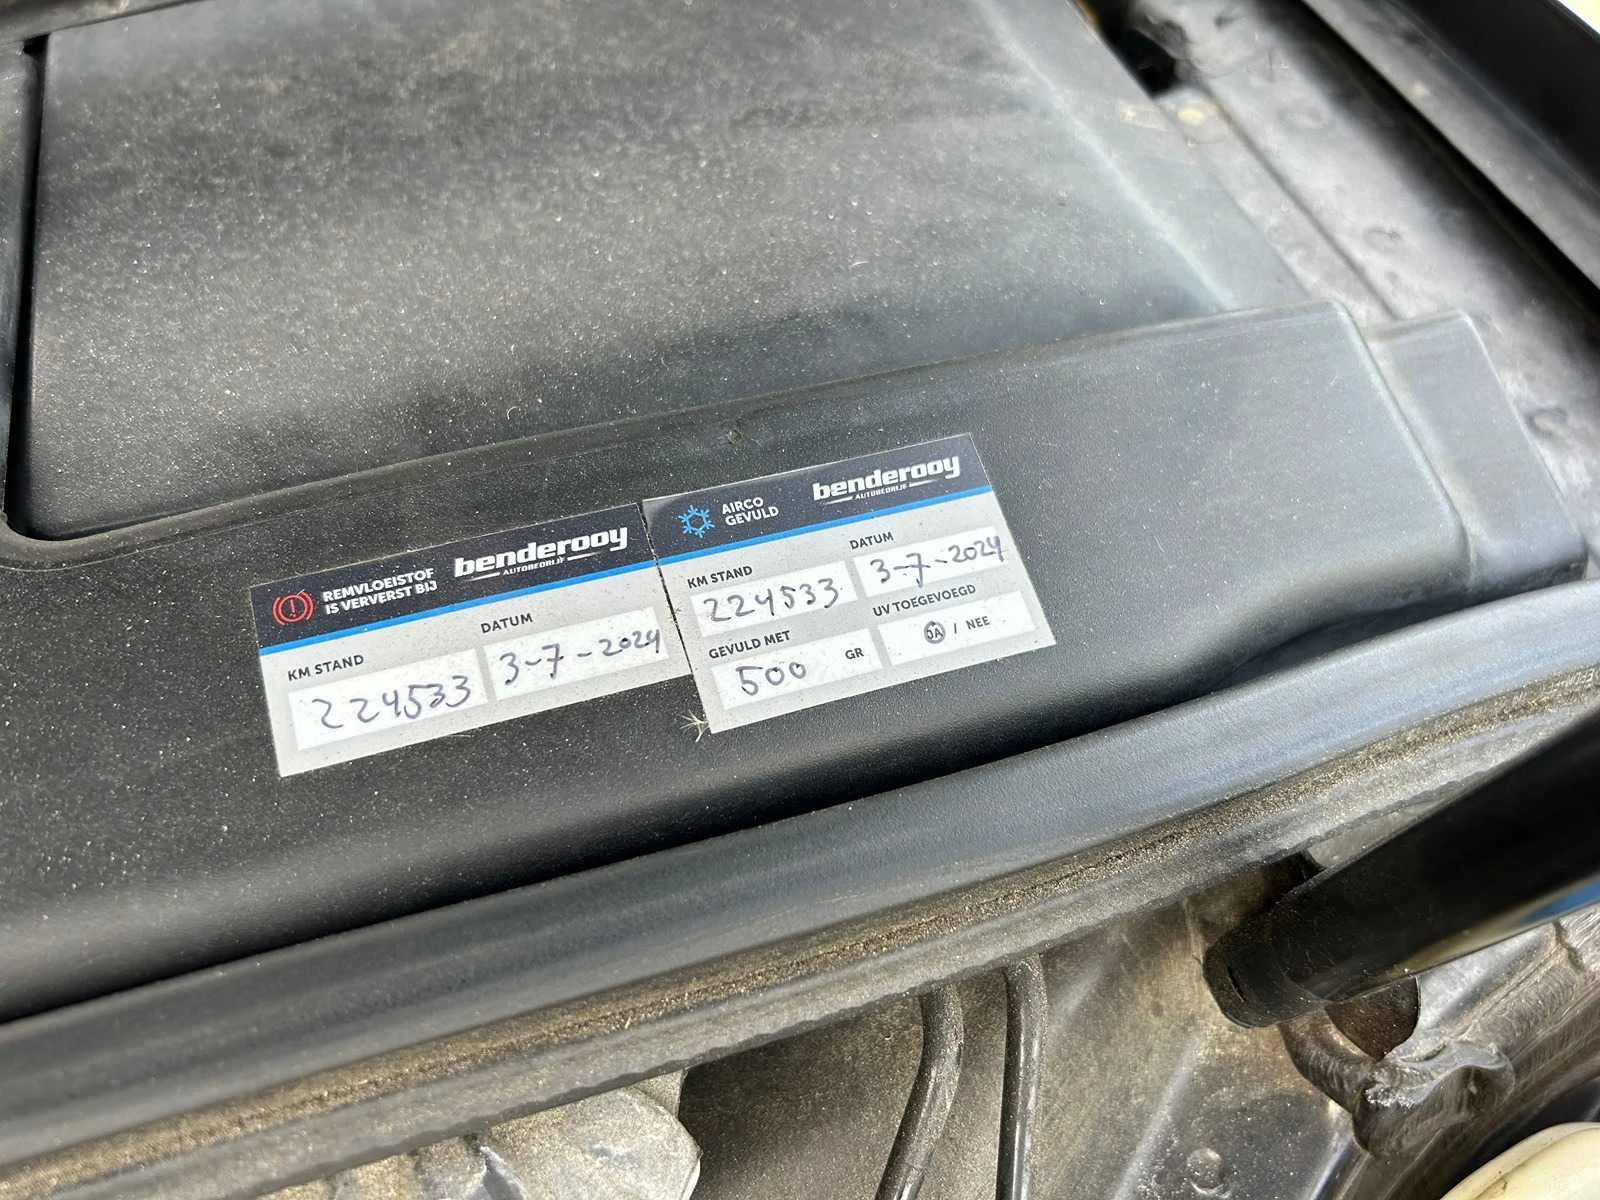 REMVLOEISTOF
IS VERVERST BIJ
benderooy
AUTOBEDRIJF
KM STAND
DATUM
224533
3-7-2024
AIRCO
GEVULD
benderooy
AUTOBEDRIJF
KM STAND
DATUM
224533
3-7-2024
GEVULD MET
UV TOEGEVOEGD
500 GR
JA / NEE